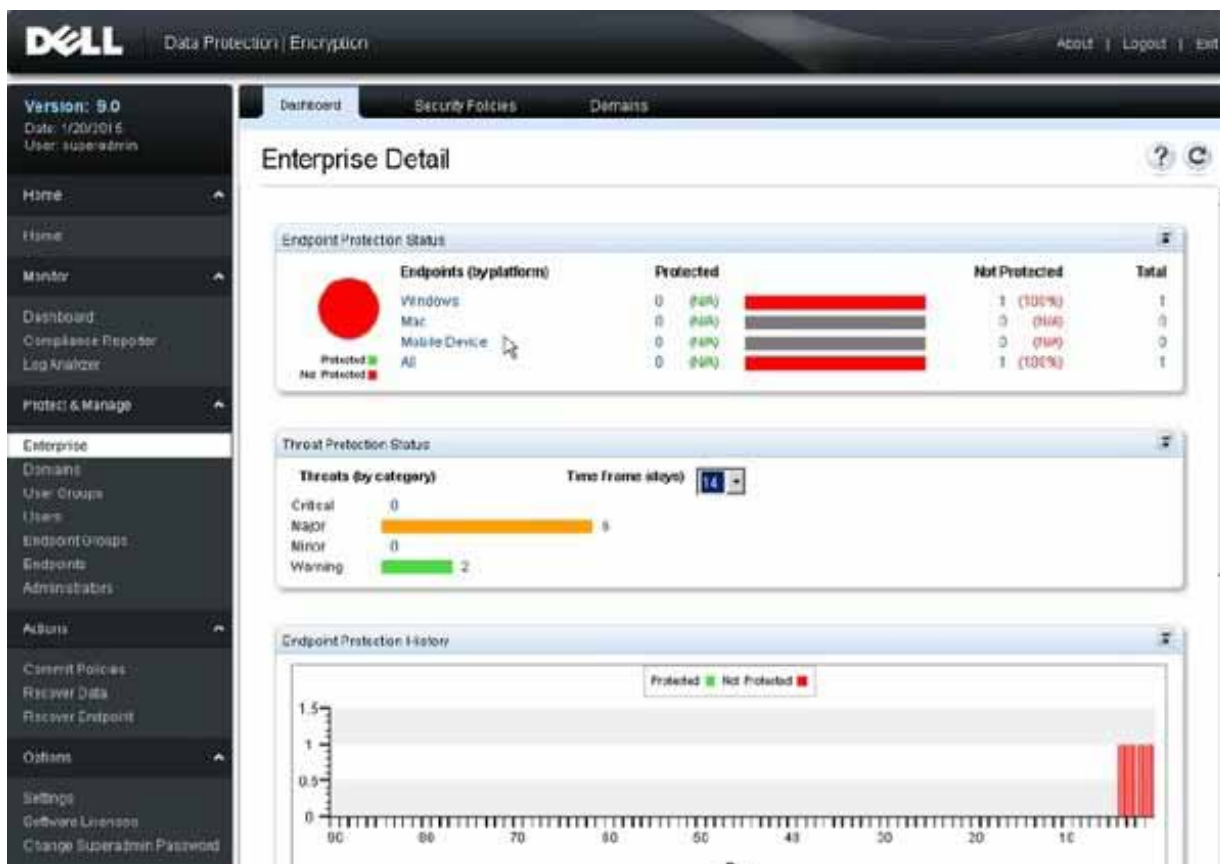 DELL
Data Protection | Encryption
About | Logout | Exit
Version: 9.0
User: superadmin
Dashboard Security Policies Domains
Enterprise Detail
? C
Home
Home
Monitor
Dashboard
Compliance Reporter
Log Analyzer
Protect & Manage
Enterprise
Domains
User Groups
Users
Endpoint Groups
Endpoints
Administrators
Actions
Commit Policies
Recover Data
Recover Endpoint
Options
Settings
Software Licenses
Change Superadmin Password
Endpoint Protection Status
Endpoints (by platform) Protected Not Protected Total
Windows 0 (N/A) 1 (100%) 1
Mac 0 (N/A) 0 (N/A) 0
Mobile Device 0 (N/A) 0 (N/A) 0
All 0 (N/A) 1 (100%) 1
Protected
Not Protected
Threat Protection Status
Threats (by category) Time frame (days) 14
Critical 0
Major 6
Minor 0
Warning 2
Endpoint Protection History
Protected Not Protected
1.5
1
0.5
0
90 80 70 60 50 40 30 20 10